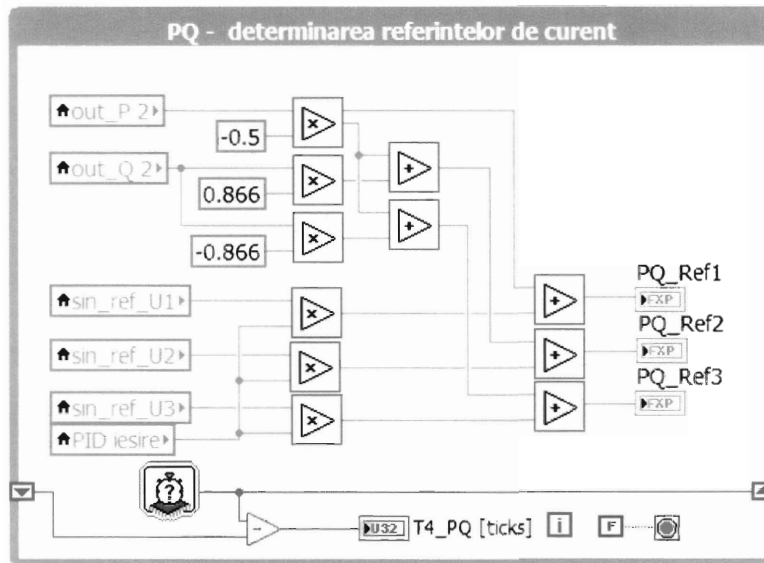 PQ - determinarea referintelor de curent
out_P 2
-0.5
out_Q 2
0.866
-0.866
sin_ref_U1
sin_ref_U2
sin_ref_U3
PID iesire
PQ_Ref1
FXP
PQ_Ref2
FXP
PQ_Ref3
FXP
U32 T4_PQ [ticks] i F